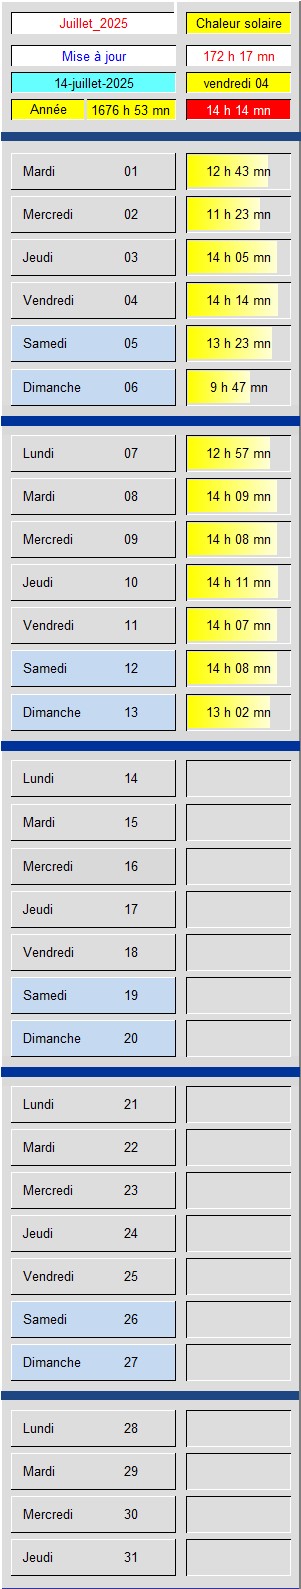 Juillet_2025 Chaleur solaire
Mise à jour 172 h 17 mn
14-juillet-2025 vendredi 04
Année 1676 h 53 mn 14 h 14 mn
Mardi 01 12 h 43 mn
Mercredi 02 11 h 23 mn
Jeudi 03 14 h 05 mn
Vendredi 04 14 h 14 mn
Samedi 05 13 h 23 mn
Dimanche 06 9 h 47 mn
Lundi 07 12 h 57 mn
Mardi 08 14 h 09 mn
Mercredi 09 14 h 08 mn
Jeudi 10 14 h 11 mn
Vendredi 11 14 h 07 mn
Samedi 12 14 h 08 mn
Dimanche 13 13 h 02 mn
Lundi 14
Mardi 15
Mercredi 16
Jeudi 17
Vendredi 18
Samedi 19
Dimanche 20
Lundi 21
Mardi 22
Mercredi 23
Jeudi 24
Vendredi 25
Samedi 26
Dimanche 27
Lundi 28
Mardi 29
Mercredi 30
Jeudi 31